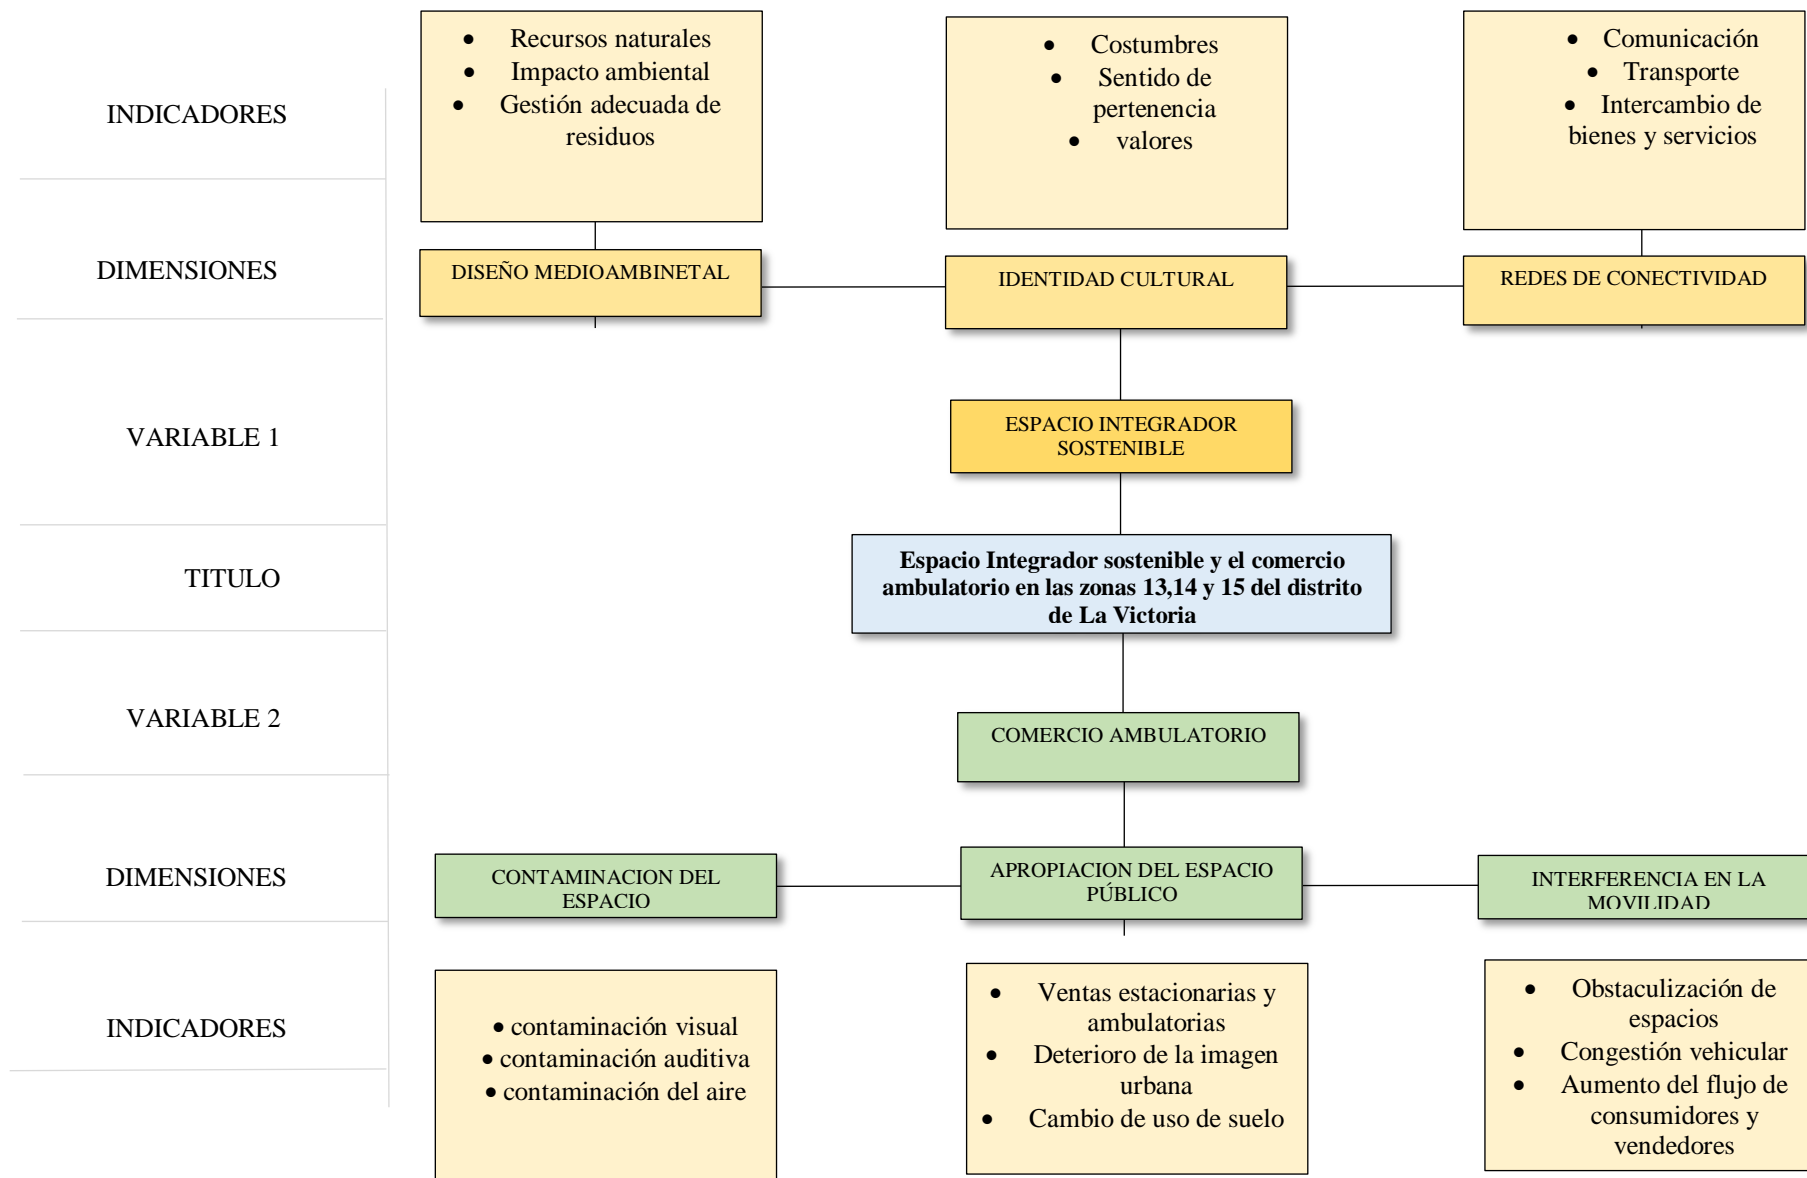 INDICADORES
• Recursos naturales
• Impacto ambiental
• Gestión adecuada de
residuos
• Costumbres
• Sentido de
pertenencia
• valores
• Comunicación
• Transporte
• Intercambio de
bienes y servicios
DIMENSIONES
DISEÑO MEDIOAMBINETAL
IDENTIDAD CULTURAL
REDES DE CONECTIVIDAD
VARIABLE 1
ESPACIO INTEGRADOR
SOSTENIBLE
TITULO
Espacio Integrador sostenible y el comercio
ambulatorio en las zonas 13,14 y 15 del distrito
de La Victoria
VARIABLE 2
COMERCIO AMBULATORIO
DIMENSIONES
CONTAMINACION DEL
ESPACIO
APROPIACION DEL ESPACIO
PÚBLICO
INTERFERENCIA EN LA
MOVILIDAD
INDICADORES
• contaminación visual
• contaminación auditiva
• contaminación del aire
• Ventas estacionarias y
ambulatorias
• Deterioro de la imagen
urbana
• Cambio de uso de suelo
• Obstaculización de
espacios
• Congestión vehicular
• Aumento del flujo de
consumidores y
vendedores